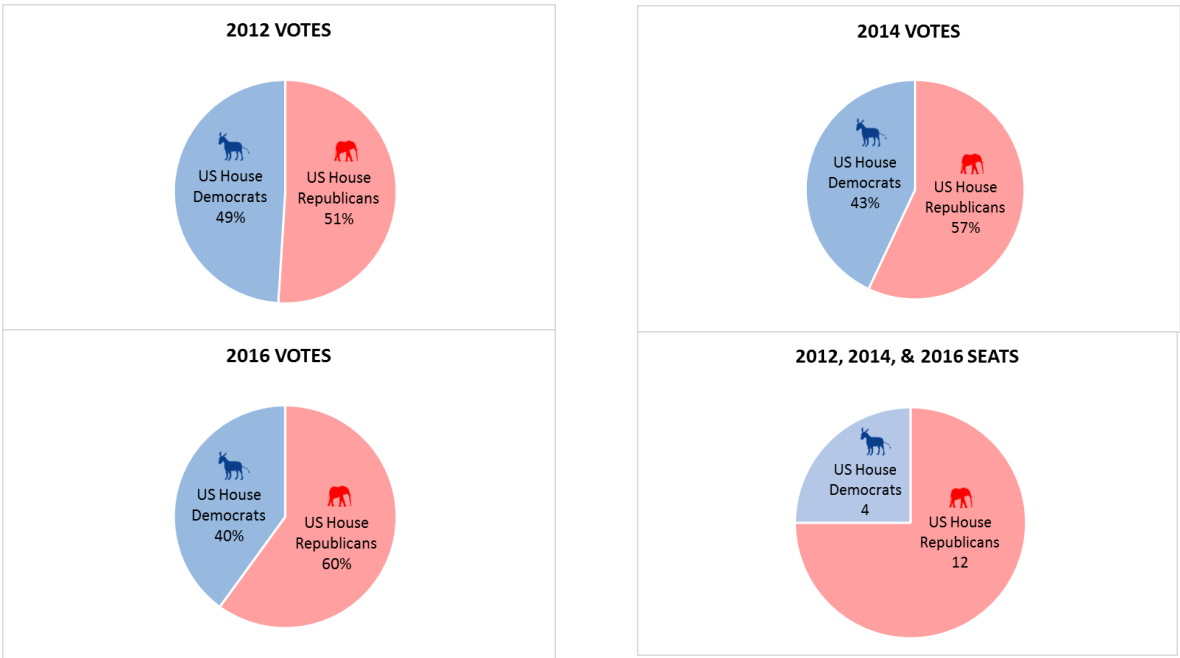 2012 VOTES
US House
Democrats
49%
US House
Republicans
51%
2014 VOTES
US House
Democrats
43%
US House
Republicans
57%
2016 VOTES
US House
Democrats
40%
US House
Republicans
60%
2012, 2014, & 2016 SEATS
US House
Democrats
4
US House
Republicans
12